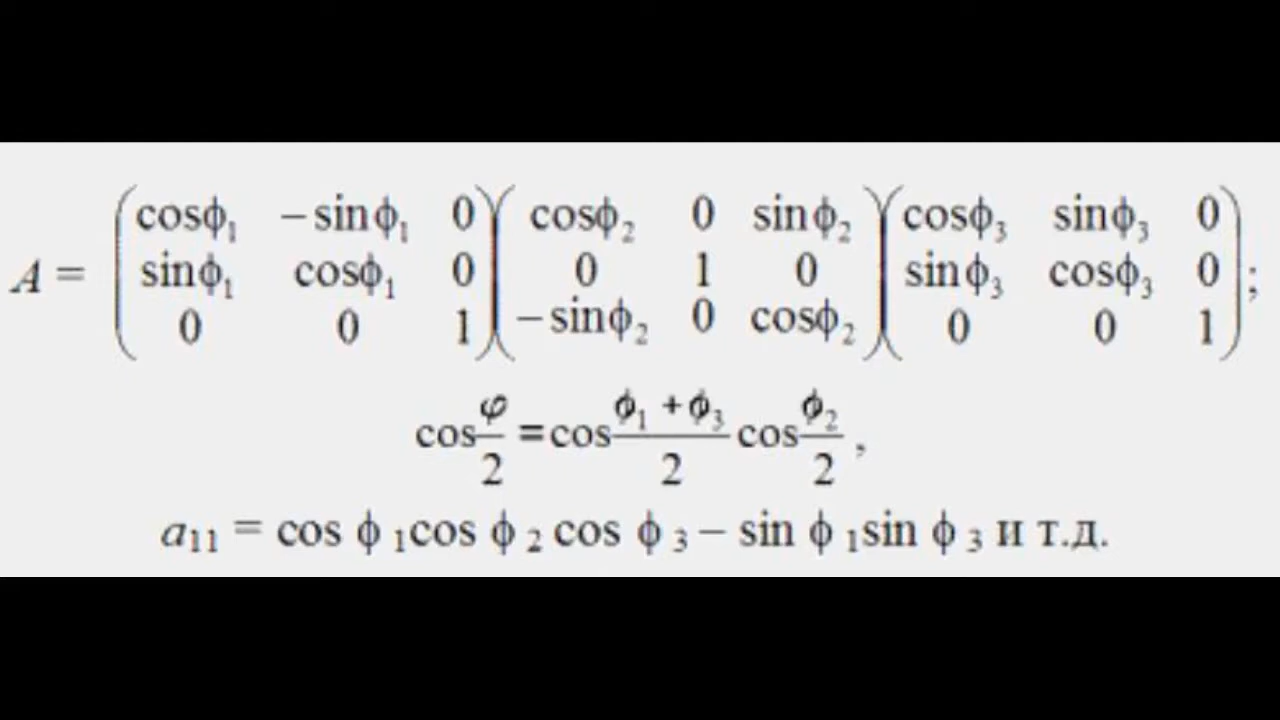 cosϕ₁ −sinϕ₁ 0 cosϕ₂ 0 sinϕ₂ cosϕ₃ sinϕ₃ 0
A = sinϕ₁ cosϕ₁ 0 0 1 0 sinϕ₃ cosϕ₃ 0 ;
0 0 1 −sinϕ₂ 0 cosϕ₂ 0 0 1
cos φ/2 = cos (ϕ₁ + ϕ₃)/2 cos ϕ₂/2 ,
a₁₁ = cos ϕ ₁cos ϕ ₂ cos ϕ ₃ – sin ϕ ₁sin ϕ ₃ и т.д.